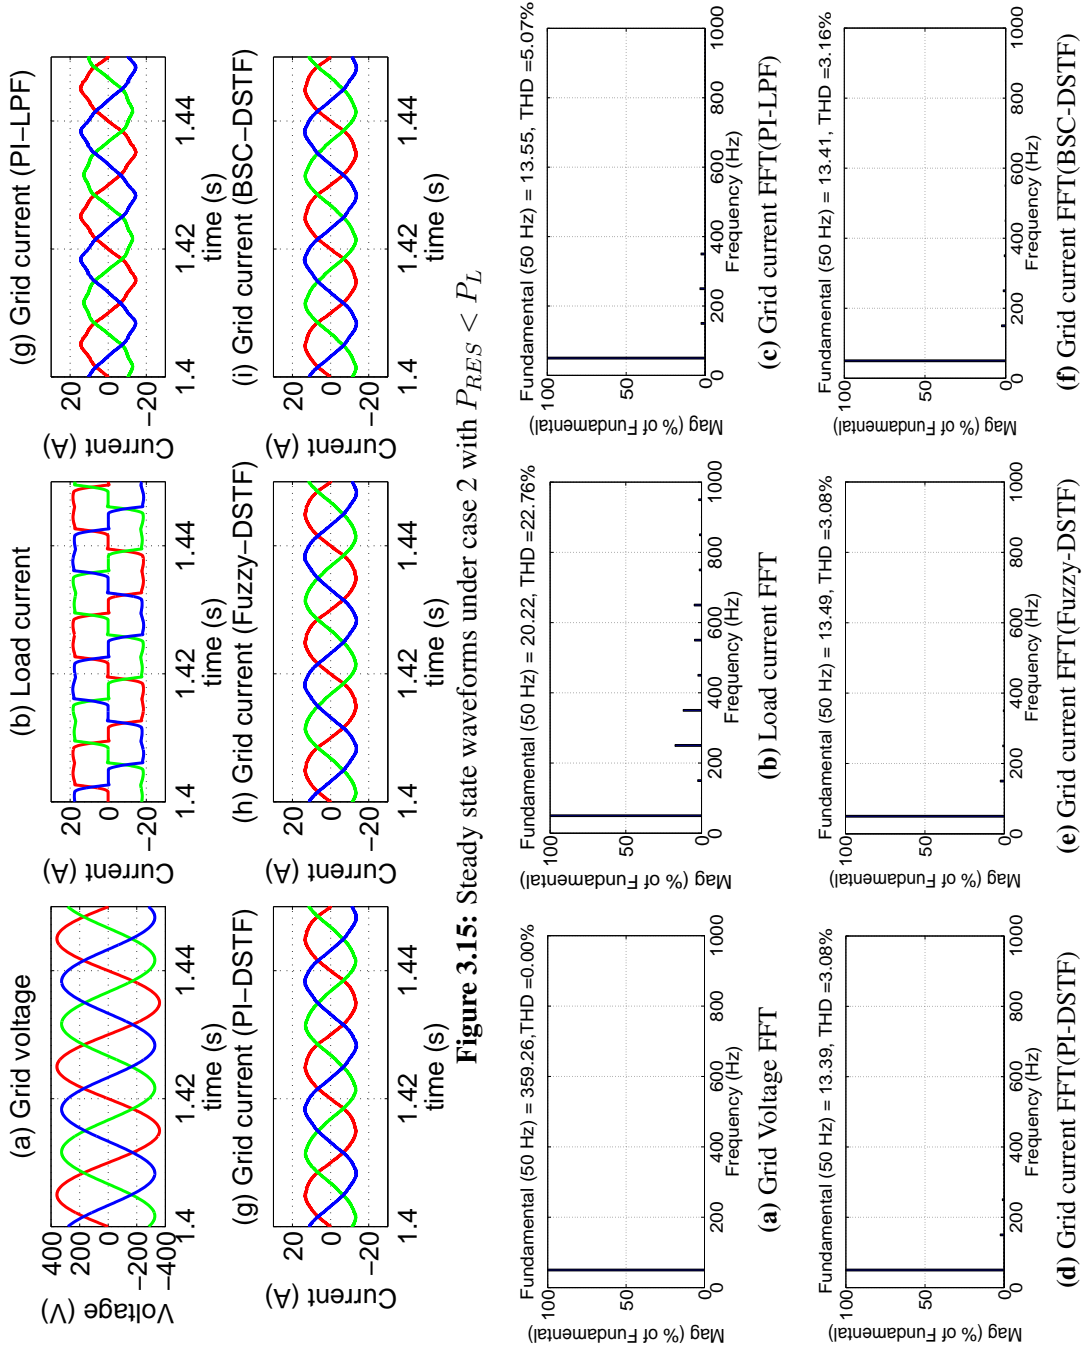 (a) Grid voltage
Voltage (V)
400
200
0
−200
−400
1.4
1.42
1.44
time (s)
(b) Load current
Current (A)
20
0
−20
1.4
1.42
1.44
time (s)
(g) Grid current (PI−LPF)
Current (A)
20
0
−20
1.4
1.42
1.44
time (s)
(g) Grid current (PI−DSTF)
Current (A)
20
0
−20
1.4
1.42
1.44
time (s)
(h) Grid current (Fuzzy−DSTF)
Current (A)
20
0
−20
1.4
1.42
1.44
time (s)
(i) Grid current (BSC−DSTF)
Current (A)
20
0
−20
1.4
1.42
1.44
time (s)
Figure 3.15: Steady state waveforms under case 2 with P_RES < P_L
Fundamental (50 Hz) = 359.26,THD =0.00%
Mag (% of Fundamental)
100
50
0
0
200
400
600
800
1000
Frequency (Hz)
(a) Grid Voltage FFT
Fundamental (50 Hz) = 20.22, THD =22.76%
Mag (% of Fundamental)
100
50
0
0
200
400
600
800
1000
Frequency (Hz)
(b) Load current FFT
Fundamental (50 Hz) = 13.55, THD =5.07%
Mag (% of Fundamental)
100
50
0
0
200
400
600
800
1000
Frequency (Hz)
(c) Grid current FFT(PI-LPF)
Fundamental (50 Hz) = 13.39, THD =3.08%
Mag (% of Fundamental)
100
50
0
0
200
400
600
800
1000
Frequency (Hz)
(d) Grid current FFT(PI-DSTF)
Fundamental (50 Hz) = 13.49, THD =3.08%
Mag (% of Fundamental)
100
50
0
0
200
400
600
800
1000
Frequency (Hz)
(e) Grid current FFT(Fuzzy-DSTF)
Fundamental (50 Hz) = 13.41, THD =3.16%
Mag (% of Fundamental)
100
50
0
0
200
400
600
800
1000
Frequency (Hz)
(f) Grid current FFT(BSC-DSTF)